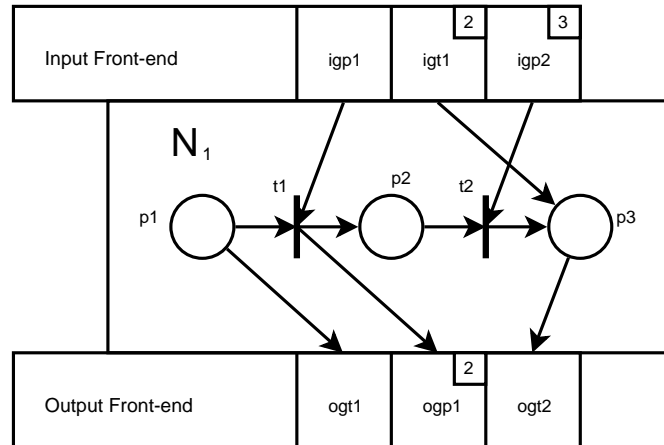 Input Front-end
igp1
2
igt1
3
igp2
N1
p1
t1
p2
t2
p3
Output Front-end
ogt1
2
ogp1
ogt2